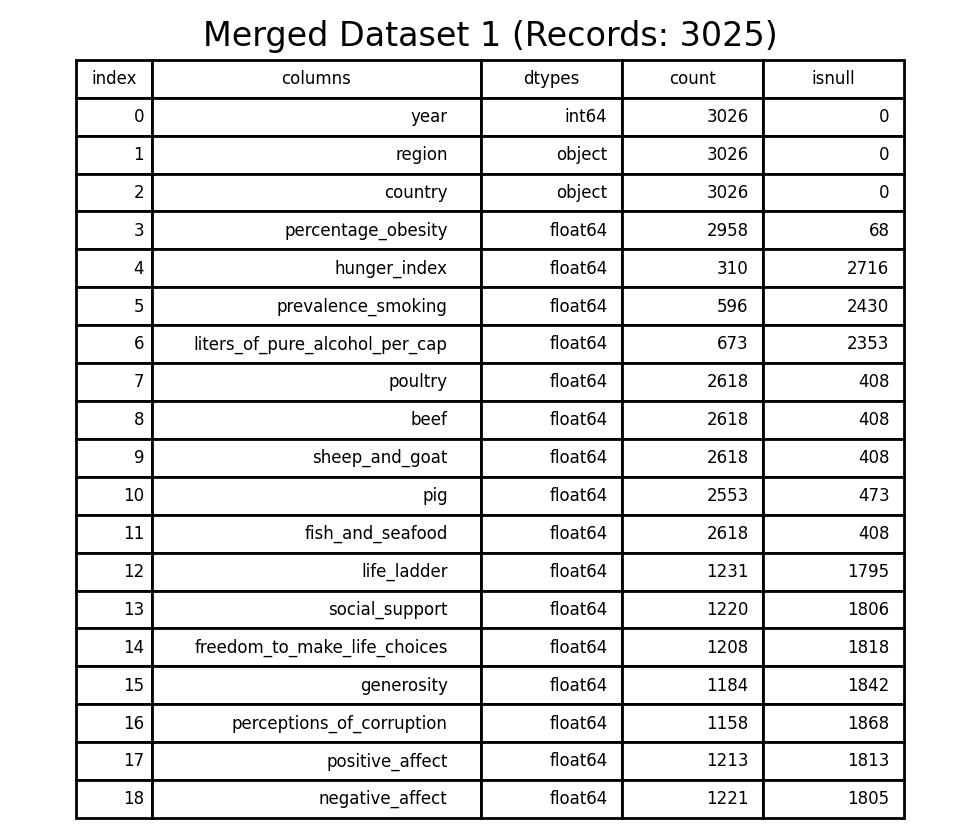 Merged Dataset 1 (Records: 3025)
index columns dtypes count isnull
0 year int64 3026 0
1 region object 3026 0
2 country object 3026 0
3 percentage_obesity float64 2958 68
4 hunger_index float64 310 2716
5 prevalence_smoking float64 596 2430
6 liters_of_pure_alcohol_per_cap float64 673 2353
7 poultry float64 2618 408
8 beef float64 2618 408
9 sheep_and_goat float64 2618 408
10 pig float64 2553 473
11 fish_and_seafood float64 2618 408
12 life_ladder float64 1231 1795
13 social_support float64 1220 1806
14 freedom_to_make_life_choices float64 1208 1818
15 generosity float64 1184 1842
16 perceptions_of_corruption float64 1158 1868
17 positive_affect float64 1213 1813
18 negative_affect float64 1221 1805